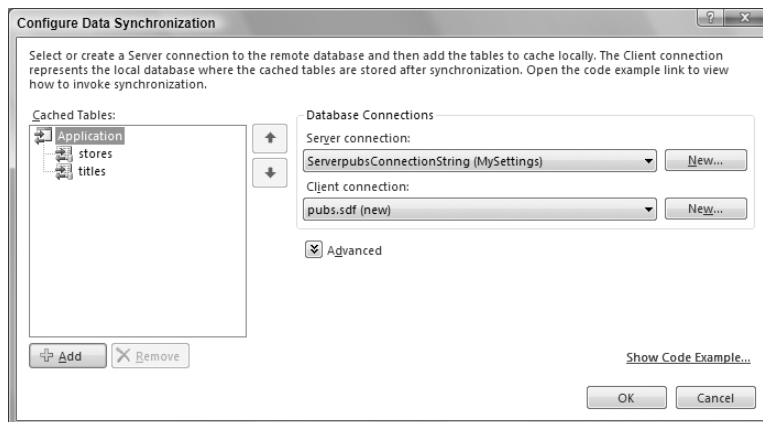 Configure Data Synchronization
Select or create a Server connection to the remote database and then add the tables to cache locally. The Client connection
represents the local database where the cached tables are stored after synchronization. Open the code example link to view
how to invoke synchronization.
Cached Tables:
Application
stores
titles
Add
Remove
Database Connections
Server connection:
ServerpubsConnectionString (MySettings)
New...
Client connection:
pubs.sdf (new)
New...
Advanced
Show Code Example...
OK
Cancel